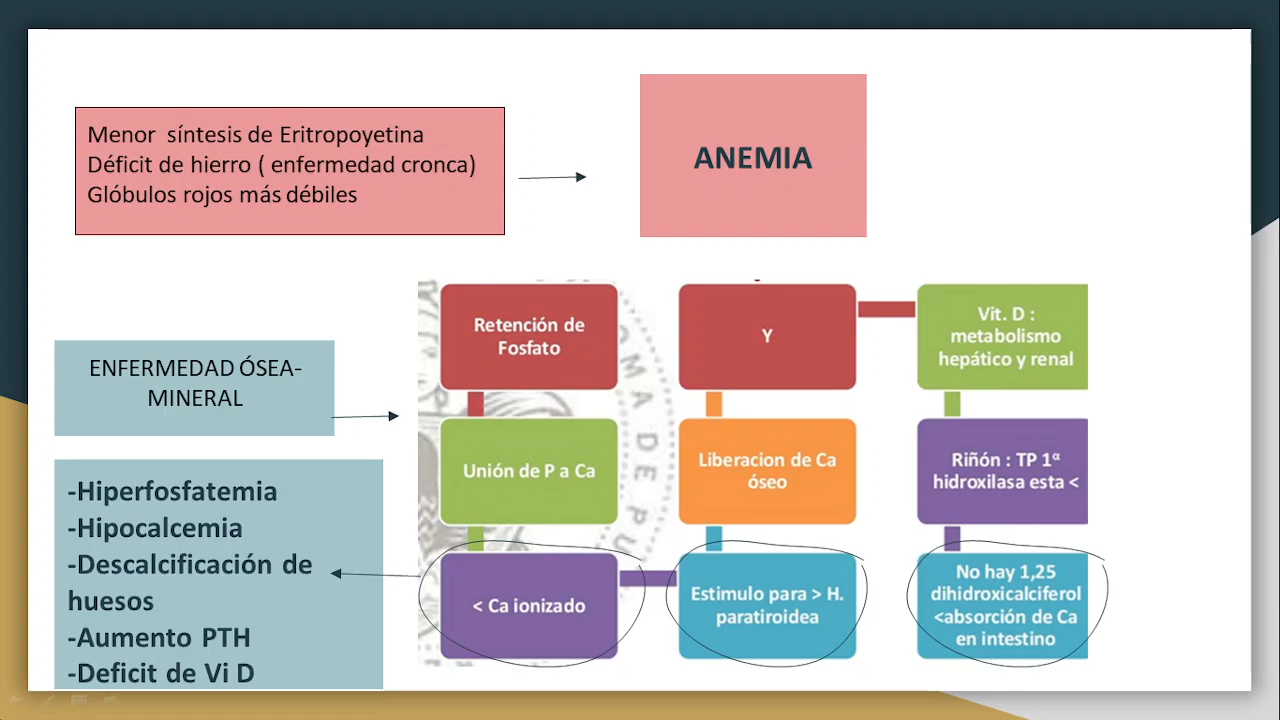 Menor síntesis de Eritropoyetina
Déficit de hierro ( enfermedad cronca)
Glóbulos rojos más débiles
ANEMIA
ENFERMEDAD ÓSEA-
MINERAL
-Hiperfosfatemia
-Hipocalcemia
-Descalcificación de
huesos
-Aumento PTH
-Deficit de Vi D
Retención de
Fosfato
Unión de P a Ca
< Ca ionizado
Y
Liberacion de Ca
óseo
Estimulo para > H.
paratiroidea
Vit. D :
metabolismo
hepático y renal
Riñón : TP 1α
hidroxilasa esta <
No hay 1,25
dihidroxicalciferol
<absorción de Ca
en intestino
OMA DE PU